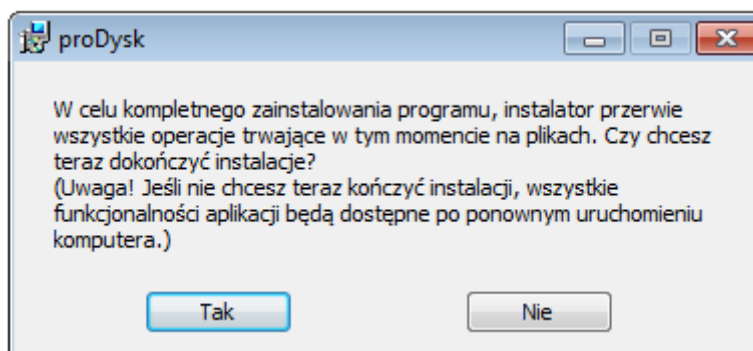 proDysk
W celu kompletnego zainstalowania programu, instalator przerwie
wszystkie operacje trwające w tym momencie na plikach. Czy chcesz
teraz dokończyć instalacje?
(Uwaga! Jeśli nie chcesz teraz kończyć instalacji, wszystkie
funkcjonalności aplikacji będą dostępne po ponownym uruchomieniu
komputera.)
Tak
Nie